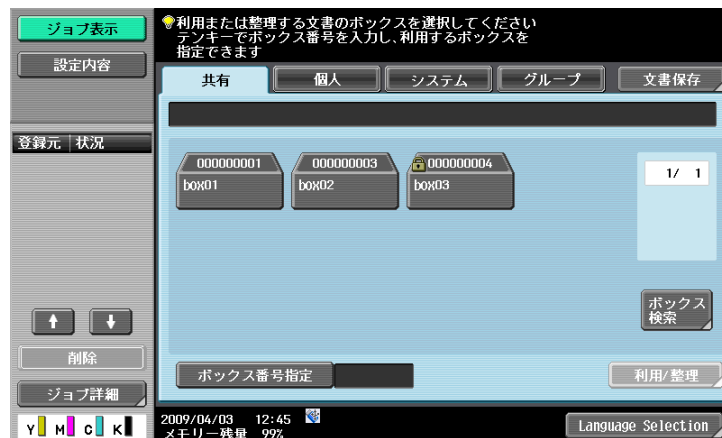 ジョブ表示
設定内容
登録元 状況
削除
ジョブ詳細
Y M C K
利用または整理する文書のボックスを選択してください
テンキーでボックス番号を入力し、利用するボックスを
指定できます
共有 個人 システム グループ 文書保存
000000001 000000003 000000004
box01 box02 box03
1/ 1
ボックス
検索
ボックス番号指定 利用/整理
2009/04/03 12:45
メモリー残量 99%
Language Selection